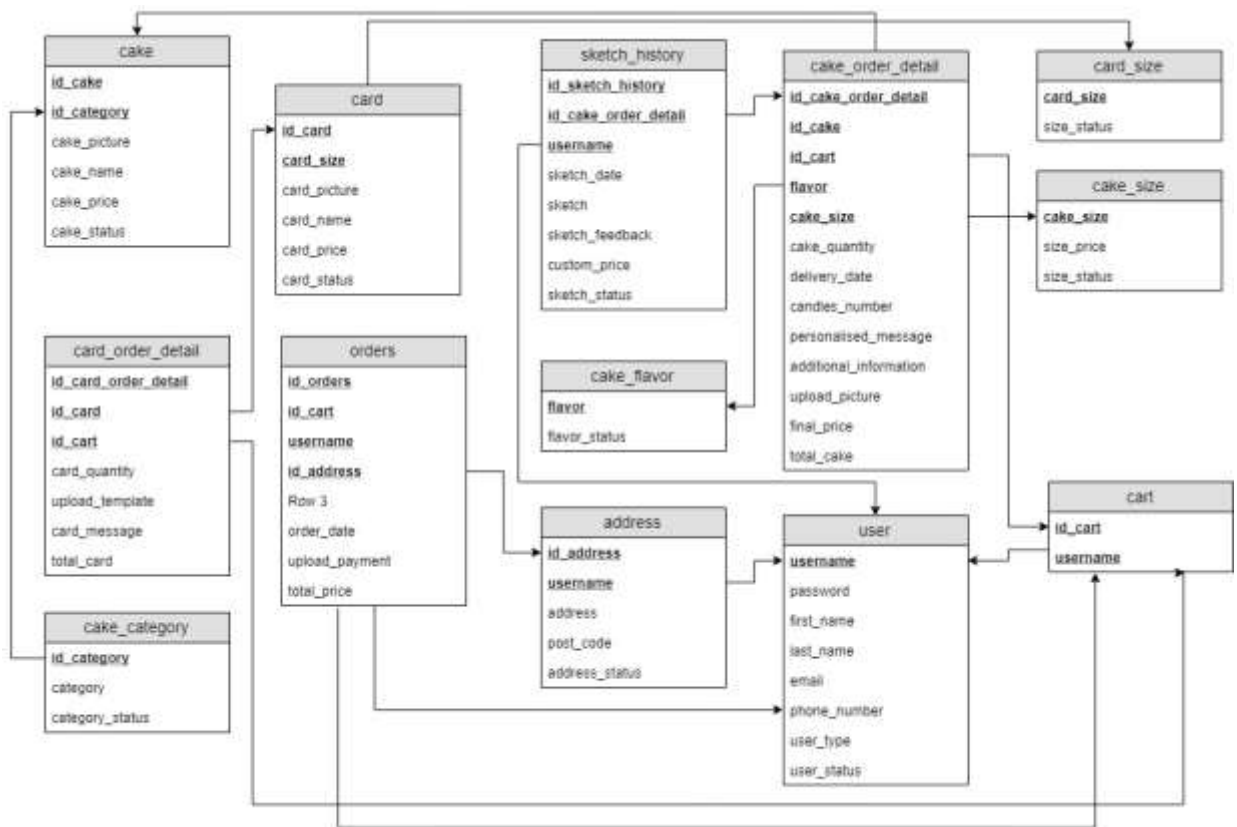 cake
id_cake
id_category
cake_picture
cake_name
cake_price
cake_status
card
id_card
card_size
card_picture
card_name
card_price
card_status
sketch_history
id_sketch_history
id_cake_order_detail
username
sketch_date
sketch
sketch_feedback
custom_price
sketch_status
cake_order_detail
id_cake_order_detail
id_cake
id_cart
flavor
cake_size
cake_quantity
delivery_date
candles_number
personalised_message
additional_information
upload_picture
final_price
total_cake
card_size
card_size
size_status
cake_size
cake_size
size_price
size_status
card_order_detail
id_card_order_detail
id_card
id_cart
card_quantity
upload_template
card_message
total_card
orders
id_orders
id_cart
username
id_address
Row 3
order_date
upload_payment
total_price
cake_flavor
flavor
flavor_status
address
id_address
username
address
post_code
address_status
user
username
password
first_name
last_name
email
phone_number
user_type
user_status
cart
id_cart
username
cake_category
id_category
category
category_status